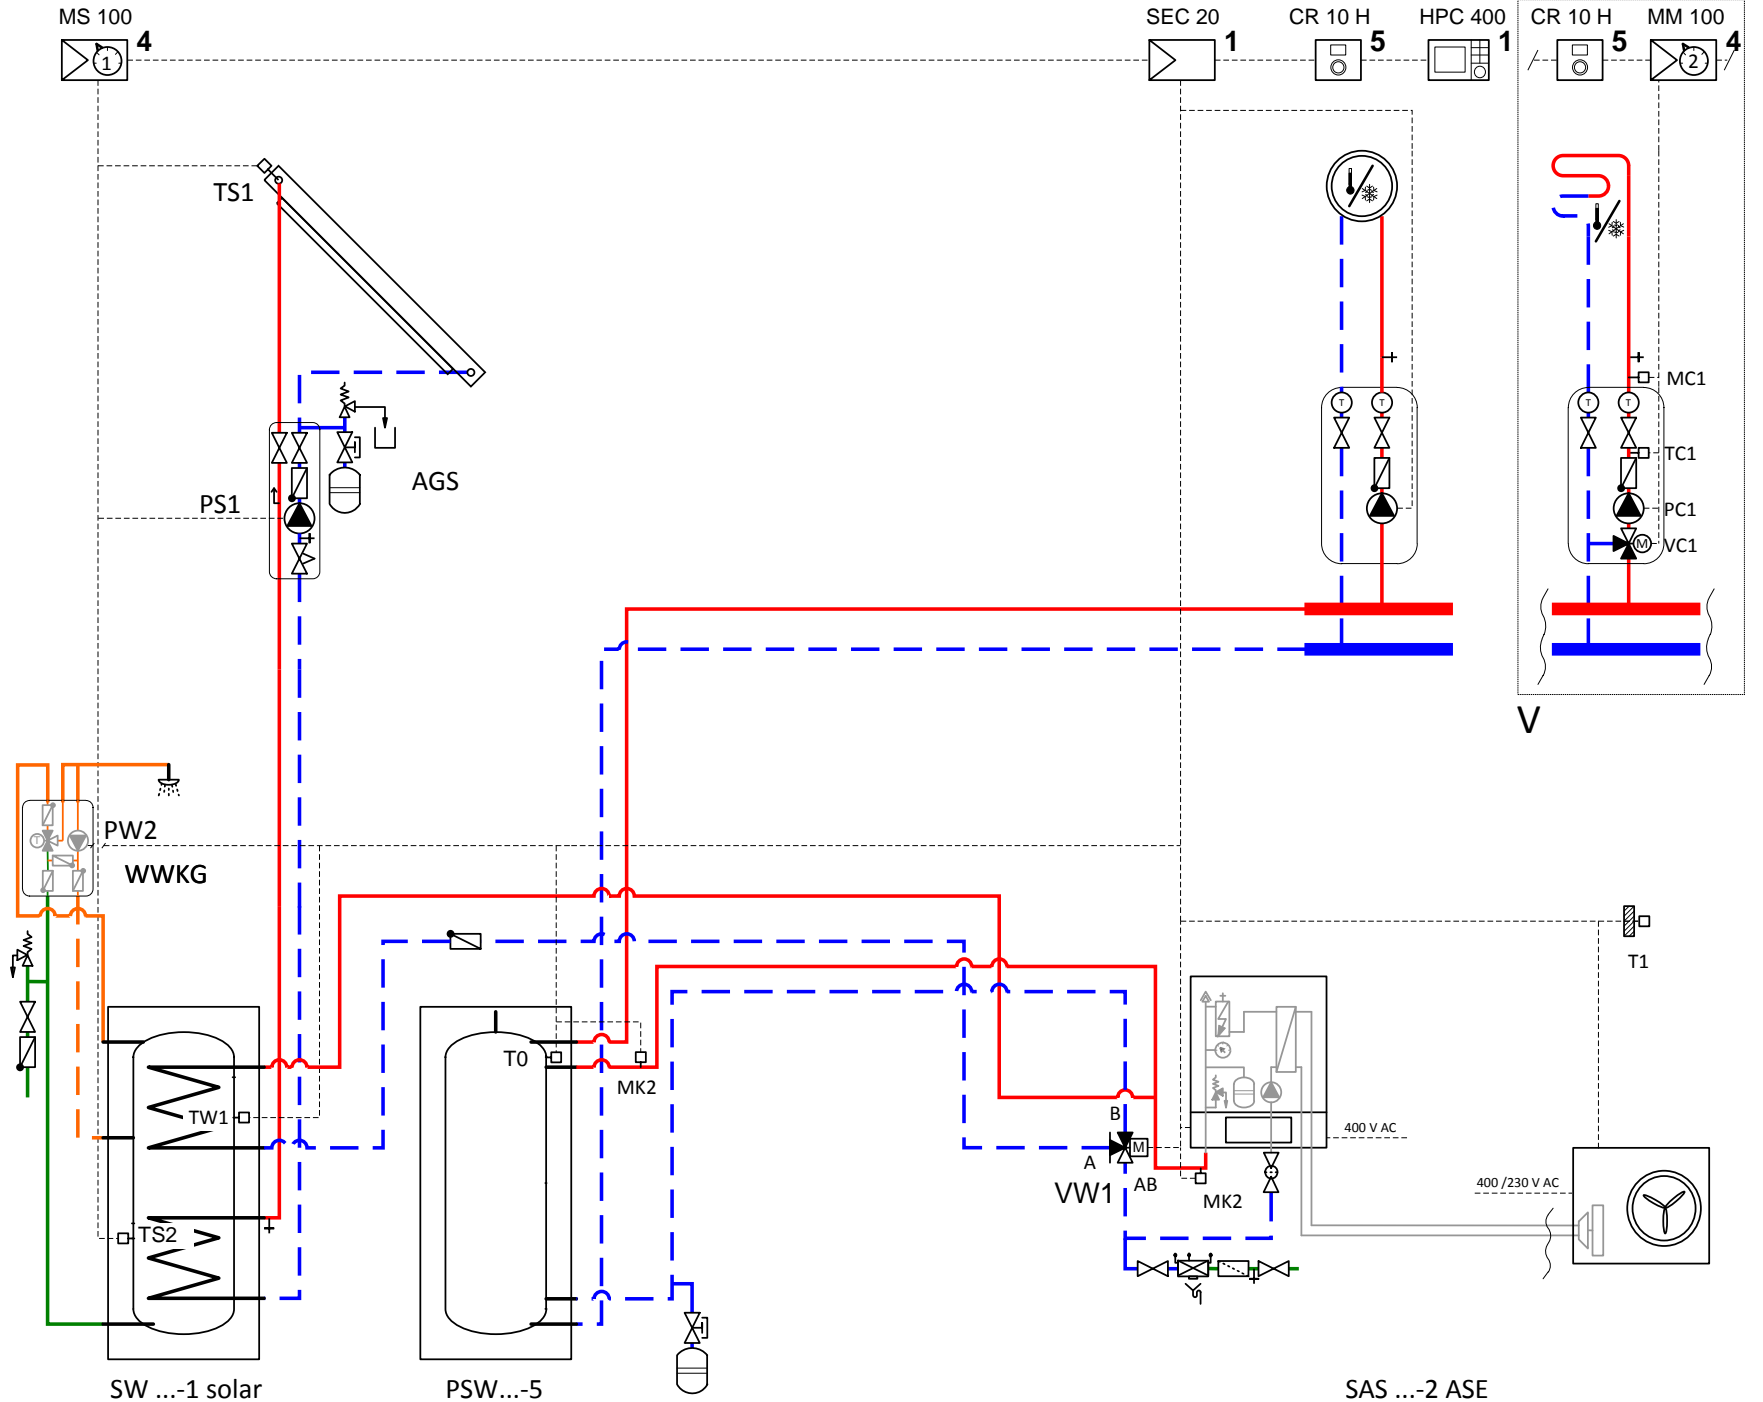 MS 100
SEC 20
CR 10 H
HPC 400
CR 10 H
MM 100
4
1
5
1
5
4
1
2
TS1
MC1
T
T
T
T
TC1
AGS
PS1
PC1
M
VC1
V
PW2
T
WWKG
T1
T0
MK2
TW1
B
M
A
AB
VW1
MK2
400 V AC
400 /230 V AC
TS2
SW ...-1 solar
PSW...-5
SAS ...-2 ASE